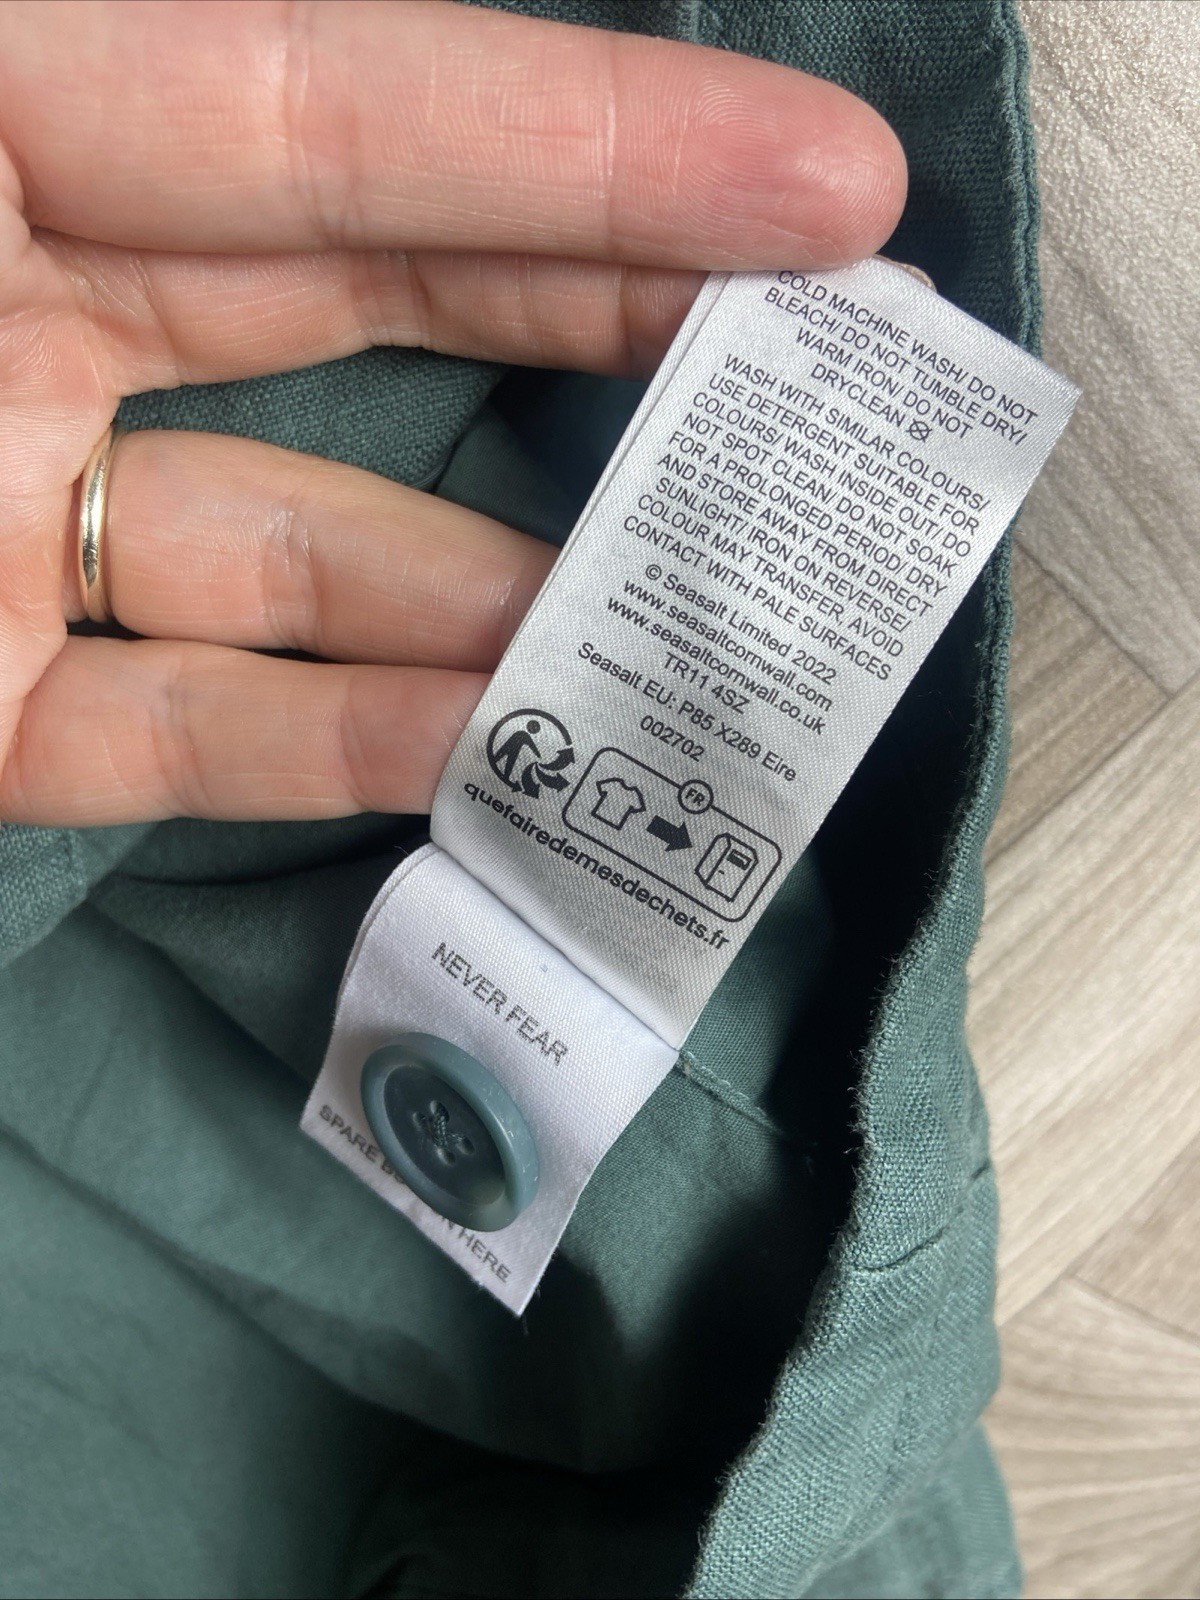 COLD MACHINE WASH/ DO NOT
BLEACH/ DO NOT TUMBLE DRY/
WARM IRON/ DO NOT
DRYCLEAN
WASH WITH SIMILAR COLOURS/
USE DETERGENT SUITABLE FOR
COLOURS/ WASH INSIDE OUT/ DO
NOT SPOT CLEAN/ DO NOT SOAK
FOR A PROLONGED PERIOD/ DRY
AND STORE AWAY FROM DIRECT
SUNLIGHT/ IRON ON REVERSE/
COLOUR MAY TRANSFER, AVOID
CONTACT WITH PALE SURFACES
© Seasalt Limited 2022
www.seasaltcornwall.com
www.seasaltcornwall.co.uk
TR11 4SZ
Seasalt EU: P85 X289 Eire
002702
FR
quefairedemesdechets.fr
NEVER FEAR
SPARE HERE